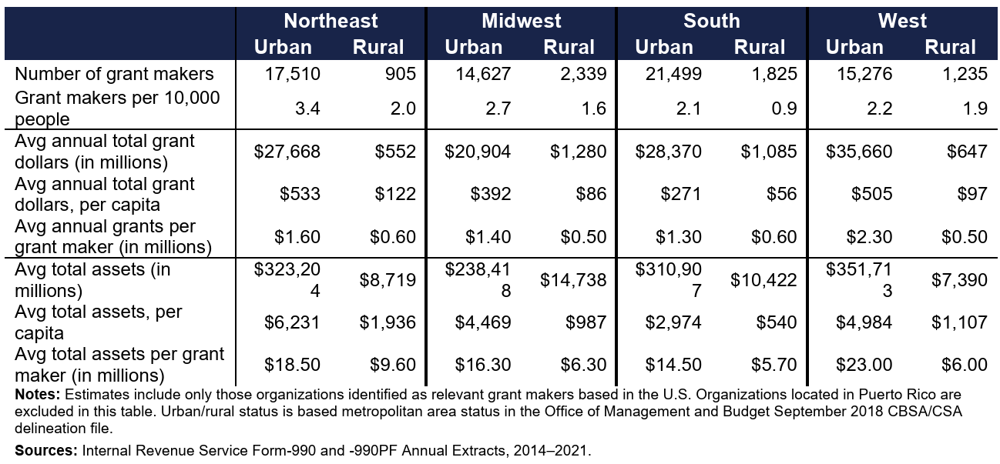 Northeast Midwest South West
Urban Rural Urban Rural Urban Rural Urban Rural
Number of grant makers 17,510 905 14,627 2,339 21,499 1,825 15,276 1,235
Grant makers per 10,000
people 3.4 2.0 2.7 1.6 2.1 0.9 2.2 1.9
Avg annual total grant
dollars (in millions) $27,668 $552 $20,904 $1,280 $28,370 $1,085 $35,660 $647
Avg annual total grant
dollars, per capita $533 $122 $392 $86 $271 $56 $505 $97
Avg annual grants per
grant maker (in millions) $1.60 $0.60 $1.40 $0.50 $1.30 $0.60 $2.30 $0.50
Avg total assets (in $323,20 $238,41 $310,90 $351,71
millions) 4 $8,719 8 $14,738 7 $10,422 3 $7,390
Avg total assets, per
capita $6,231 $1,936 $4,469 $987 $2,974 $540 $4,984 $1,107
Avg total assets per grant
maker (in millions) $18.50 $9.60 $16.30 $6.30 $14.50 $5.70 $23.00 $6.00
Notes: Estimates include only those organizations identified as relevant grant makers based in the U.S. Organizations located in Puerto Rico are
excluded in this table. Urban/rural status is based metropolitan area status in the Office of Management and Budget September 2018 CBSA/CSA
delineation file.
Sources: Internal Revenue Service Form-990 and -990PF Annual Extracts, 2014–2021.